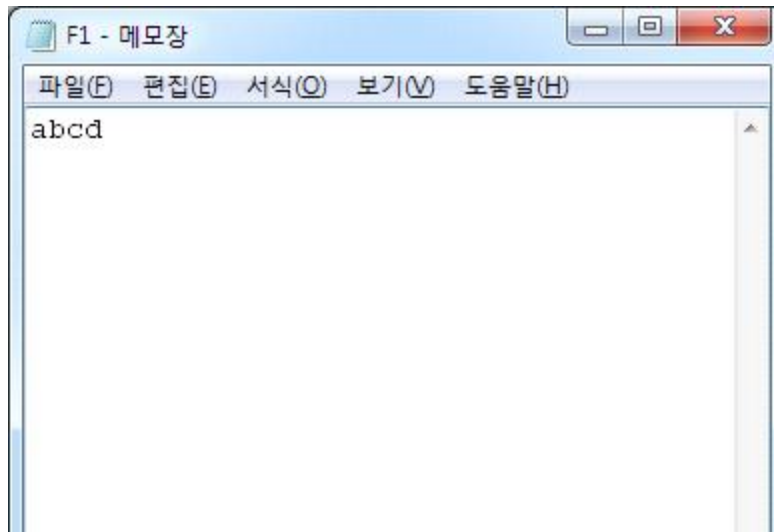 F1 - 메모장
파일(F) 편집(E) 서식(O) 보기(V) 도움말(H)
abcd